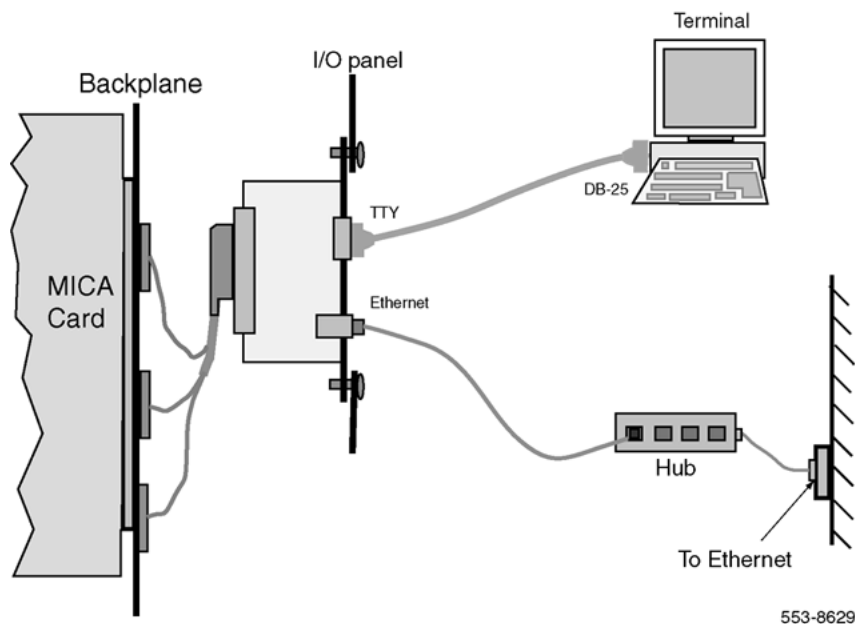 Terminal
I/O panel
Backplane
DB-25
TTY
MICA
Card
Ethernet
Hub
To Ethernet
553-8629